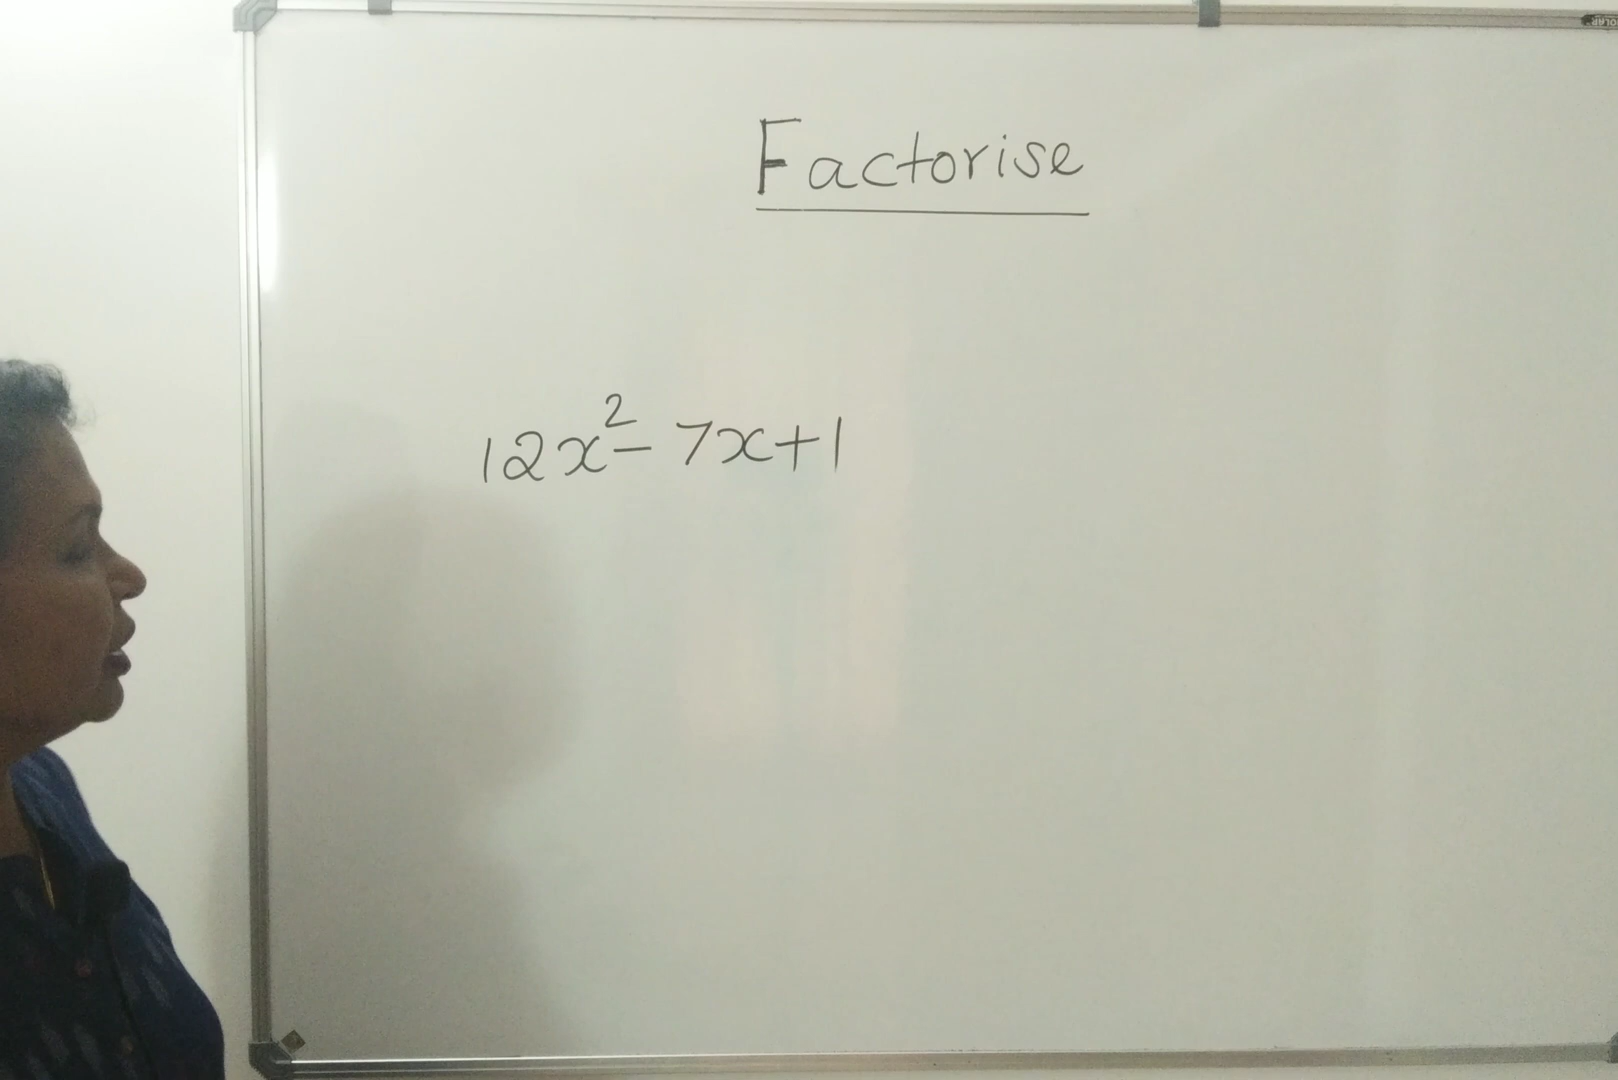 Factorise
12x² - 7x + 1